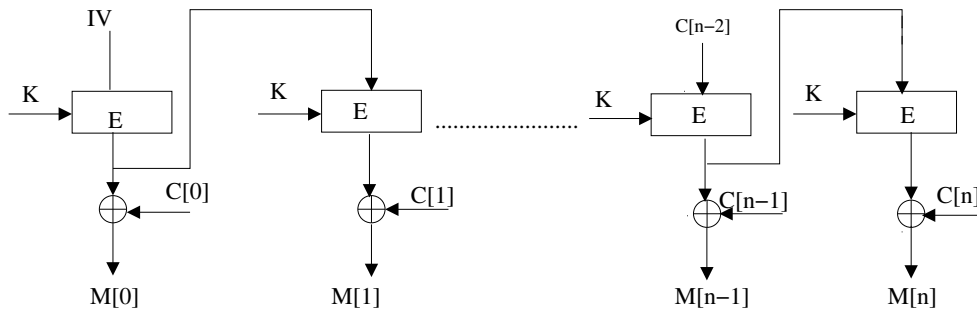 IV
C[n−2]
K
K
K
K
E
E
E
E
C[0]
C[1]
C[n−1]
C[n]
M[0]
M[1]
M[n−1]
M[n]